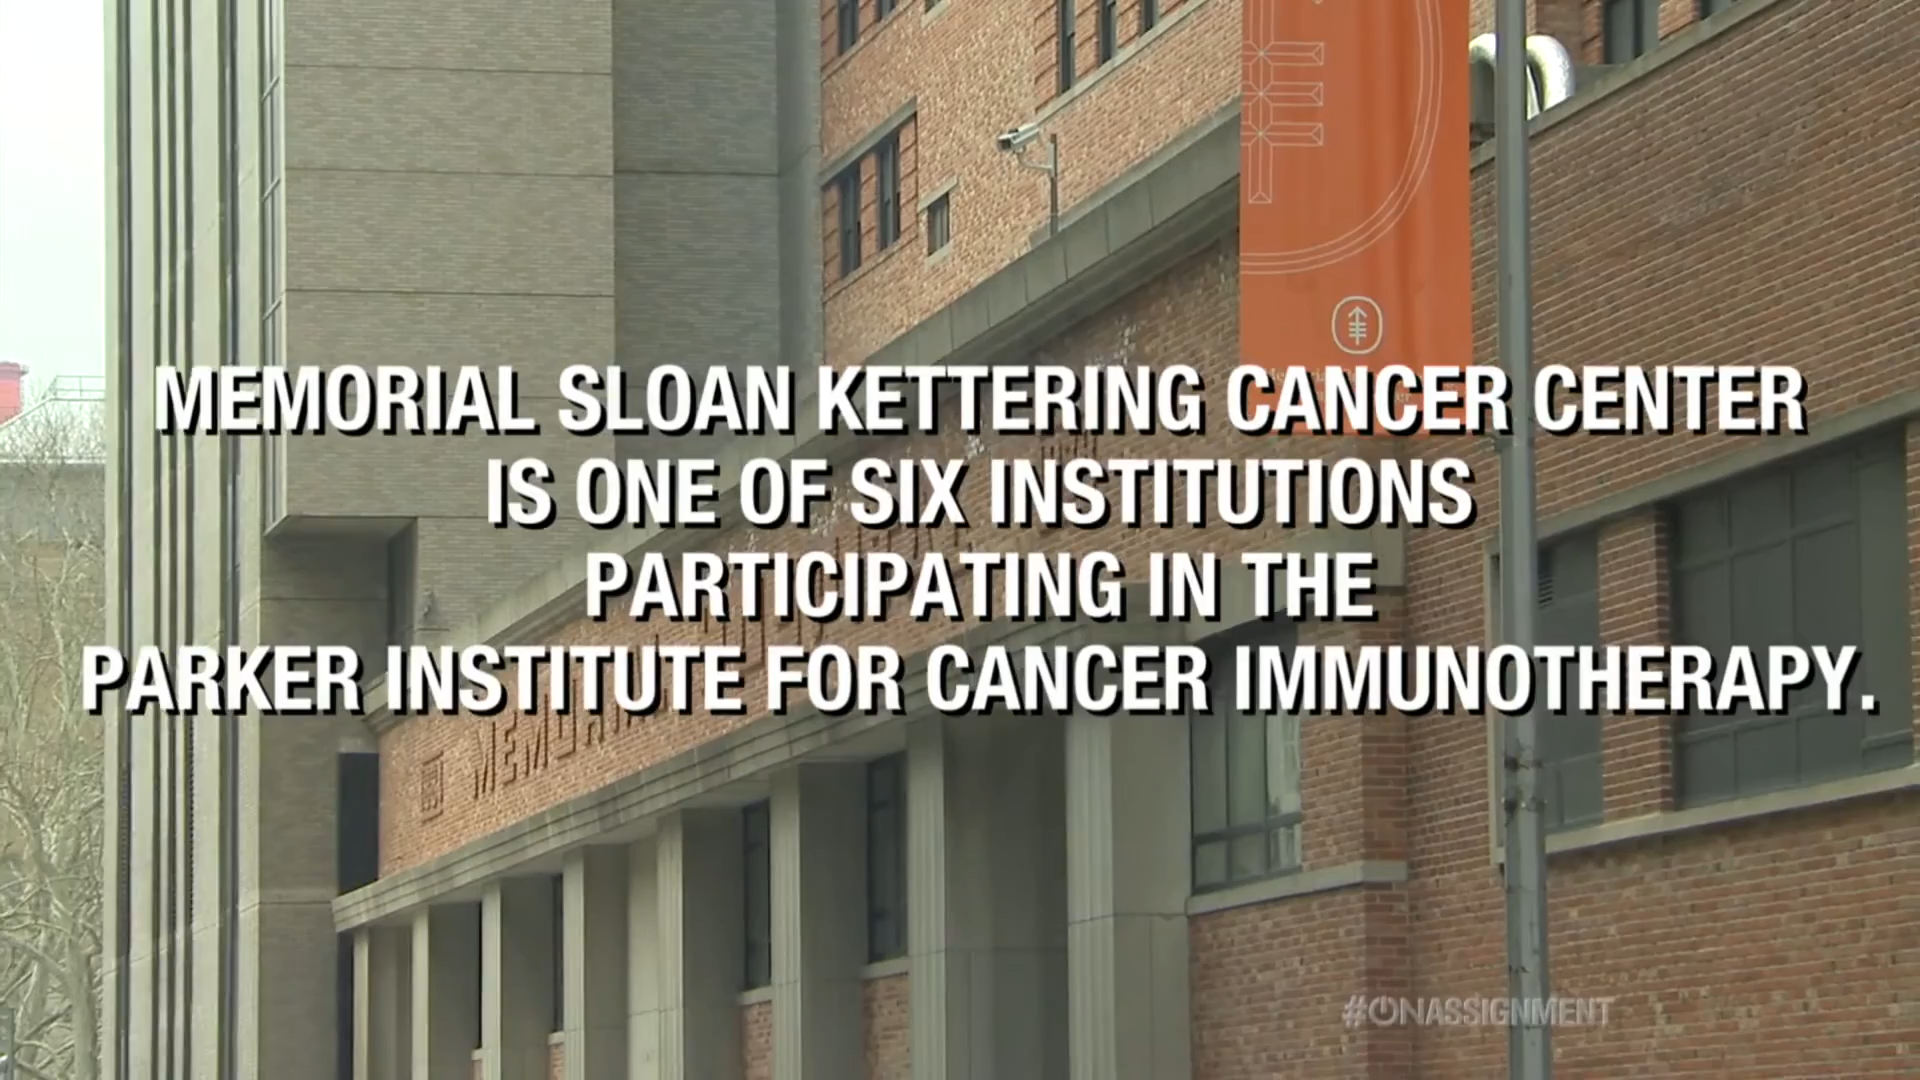 MEMORIAL SLOAN KETTERING CANCER CENTER
IS ONE OF SIX INSTITUTIONS
PARTICIPATING IN THE
PARKER INSTITUTE FOR CANCER IMMUNOTHERAPY.
MEMORIAL
#ONASSIGNMENT